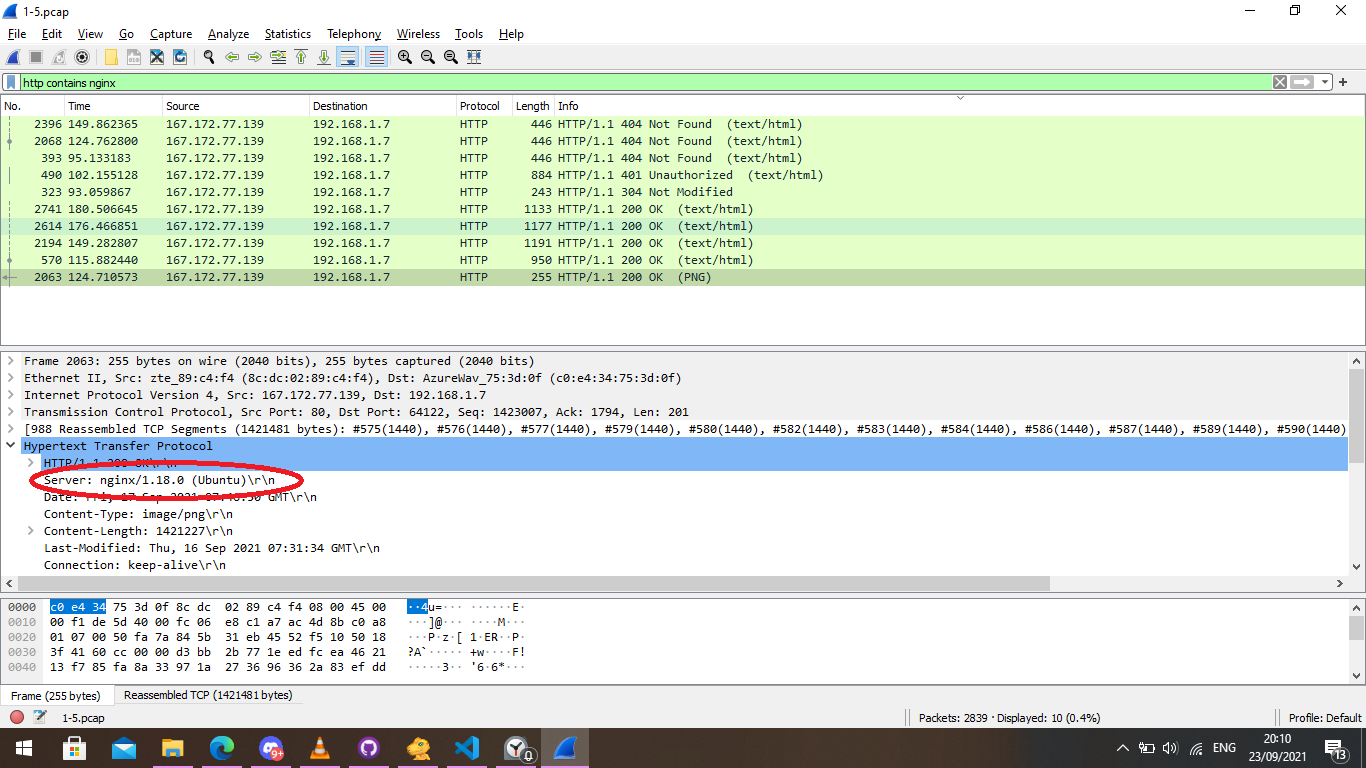 1-5.pcap
File Edit View Go Capture Analyze Statistics Telephony Wireless Tools Help
http contains nginx
No. Time Source Destination Protocol Length Info
2396 149.862365 167.172.77.139 192.168.1.7 HTTP 446 HTTP/1.1 404 Not Found (text/html)
2068 124.762800 167.172.77.139 192.168.1.7 HTTP 446 HTTP/1.1 404 Not Found (text/html)
393 95.133183 167.172.77.139 192.168.1.7 HTTP 446 HTTP/1.1 404 Not Found (text/html)
490 102.155128 167.172.77.139 192.168.1.7 HTTP 884 HTTP/1.1 401 Unauthorized (text/html)
323 93.059867 167.172.77.139 192.168.1.7 HTTP 243 HTTP/1.1 304 Not Modified
2741 180.506645 167.172.77.139 192.168.1.7 HTTP 1133 HTTP/1.1 200 OK (text/html)
2614 176.466851 167.172.77.139 192.168.1.7 HTTP 1177 HTTP/1.1 200 OK (text/html)
2194 149.282807 167.172.77.139 192.168.1.7 HTTP 1191 HTTP/1.1 200 OK (text/html)
570 115.882440 167.172.77.139 192.168.1.7 HTTP 950 HTTP/1.1 200 OK (text/html)
2063 124.710573 167.172.77.139 192.168.1.7 HTTP 255 HTTP/1.1 200 OK (PNG)
Frame 2063: 255 bytes on wire (2040 bits), 255 bytes captured (2040 bits)
Ethernet II, Src: zte_89:c4:f4 (8c:dc:02:89:c4:f4), Dst: AzureWav_75:3d:0f (c0:e4:34:75:3d:0f)
Internet Protocol Version 4, Src: 167.172.77.139, Dst: 192.168.1.7
Transmission Control Protocol, Src Port: 80, Dst Port: 64122, Seq: 1423007, Ack: 1794, Len: 201
[988 Reassembled TCP Segments (1421481 bytes): #575(1440), #576(1440), #577(1440), #579(1440), #580(1440), #582(1440), #583(1440), #584(1440), #586(1440), #587(1440), #589(1440), #590(1440)
Hypertext Transfer Protocol
HTTP/1.1 200 OK\r\n
Server: nginx/1.18.0 (Ubuntu)\r\n
Date: Fri, 17 Sep 2021 GMT\r\n
Content-Type: image/png\r\n
Content-Length: 1421227\r\n
Last-Modified: Thu, 16 Sep 2021 07:31:34 GMT\r\n
Connection: keep-alive\r\n
0000 c0 e4 34 75 3d 0f 8c dc 02 89 c4 f4 08 00 45 00 ··4u=··· ······E·
0010 00 f1 de 5d 40 00 fc 06 e8 c1 a7 ac 4d 8b c0 a8 ···]@··· ····M···
0020 01 07 00 50 fa 7a 84 5b 31 eb 45 52 f5 10 50 18 ···P·z·[ 1·ER··P·
0030 3f 41 60 cc 00 00 d3 bb 2b 77 1e ed fc ea 46 21 ?A`····· +w····F!
0040 13 f7 85 fa 8a 33 97 1a 27 36 96 36 2a 83 ef dd ·····3·· '6·6*···
Frame (255 bytes) Reassembled TCP (1421481 bytes)
1-5.pcap Packets: 2839 · Displayed: 10 (0.4%) Profile: Default
9+ 0 ENG 20:10
23/09/2021 13